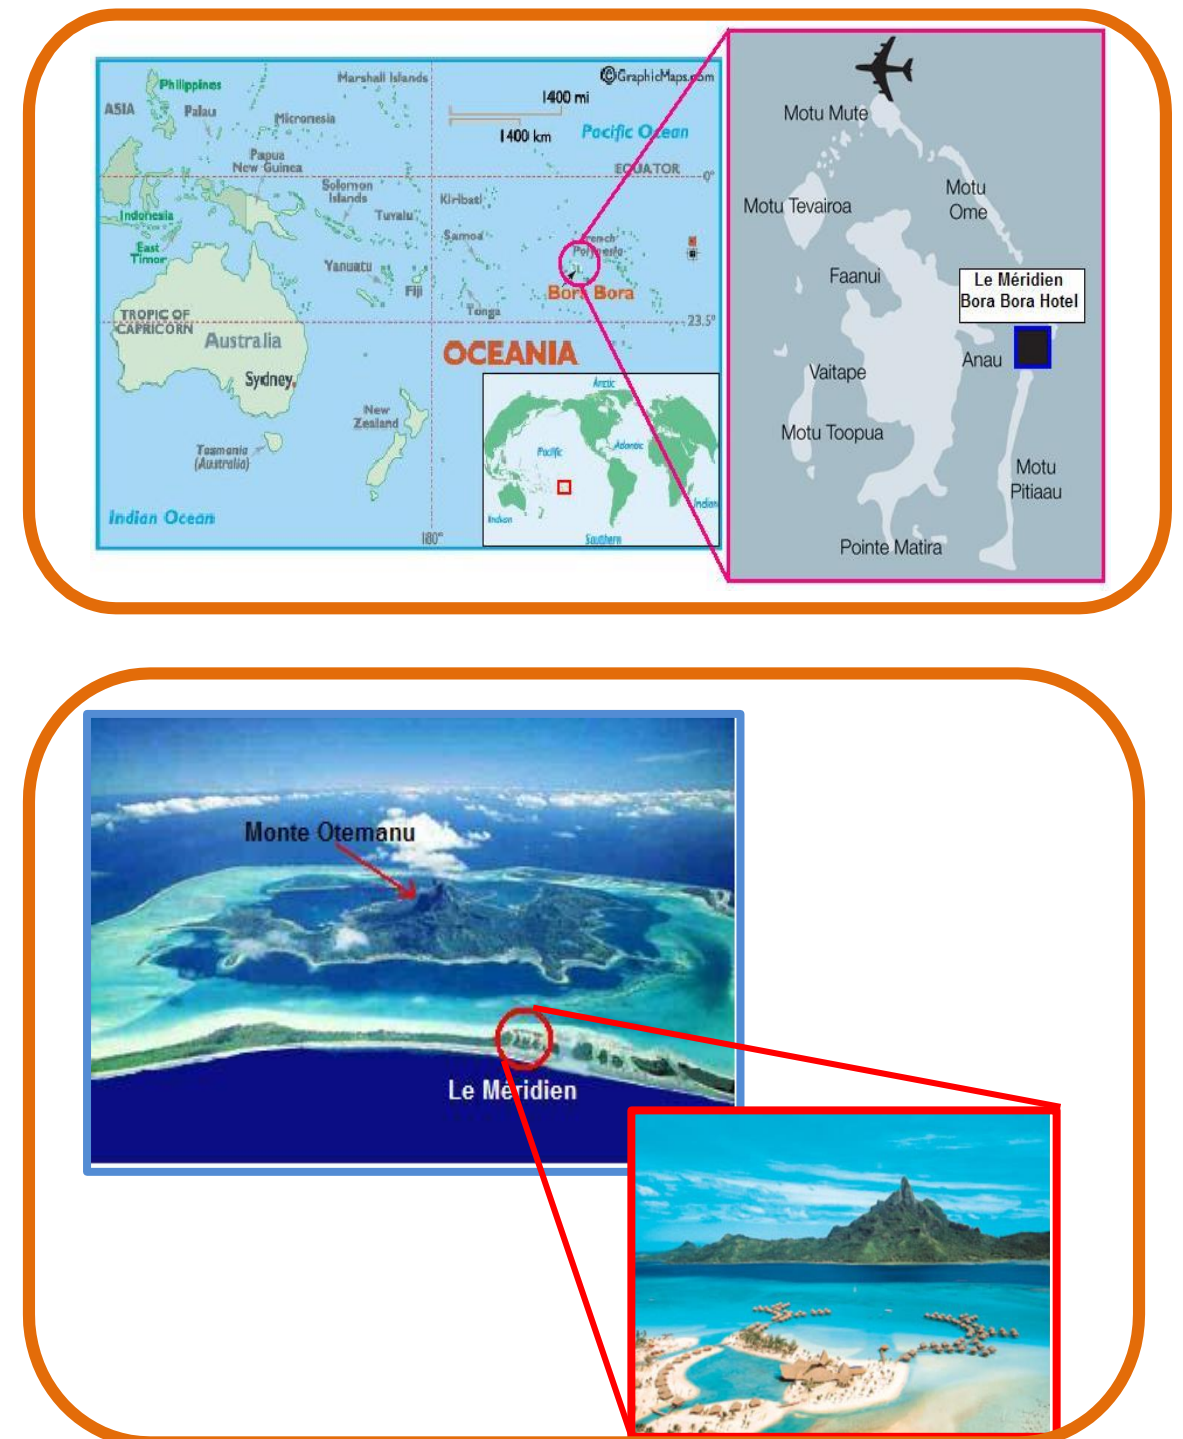 ©GraphicMaps.com
Philippines
Marshall Islands
1400 mi
ASIA
Palau
Micronesia
1400 km
Pacific Ocean
Papua
New Guinea
EQUATOR
0°
Solomon
Islands
Kiribati
Indonesia
Tuvalu
East
Timor
Samoa
French
Polynesia
Vanuatu
Fiji
Bora Bora
Tonga
TROPIC OF
CAPRICORN
23.5°
Australia
OCEANIA
Sydney
New
Zealand
Tasmania
(Australia)
Indian Ocean
180°
Arctic
Pacific
Atlantic
Indian
Indian
Southern
Motu Mute
Motu
Ome
Motu Tevairoa
Faanui
Le Méridien
Bora Bora Hotel
Anau
Vaitape
Motu Toopua
Motu
Pitiaau
Pointe Matira
Monte Otemanu
Le Méridien